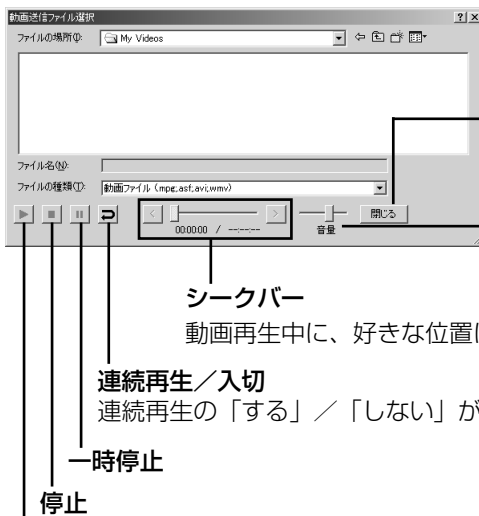 動画送信ファイル選択
ファイルの場所(I):
My Videos
ファイル名(N):
ファイルの種類(T):
動画ファイル (mpg;asf;avi;wmv)
閉じる
00:00:00 / --:--:--
音量
シークバー
動画再生中に、好きな位置に
連続再生/入切
連続再生の「する」/「しない」が
一時停止
停止